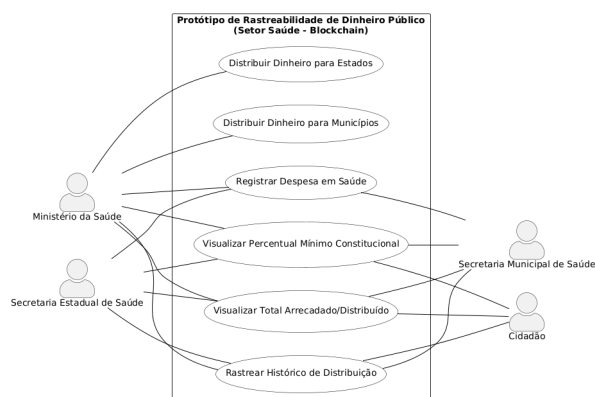 Protótipo de Rastreabilidade de Dinheiro Público
(Setor Saúde - Blockchain)
Distribuir Dinheiro para Estados
Distribuir Dinheiro para Municípios
Registrar Despesa em Saúde
Ministério da Saúde
Visualizar Percentual Mínimo Constitucional
Secretaria Municipal de Saúde
Secretaria Estadual de Saúde
Visualizar Total Arrecadado/Distribuído
Cidadão
Rastrear Histórico de Distribuição